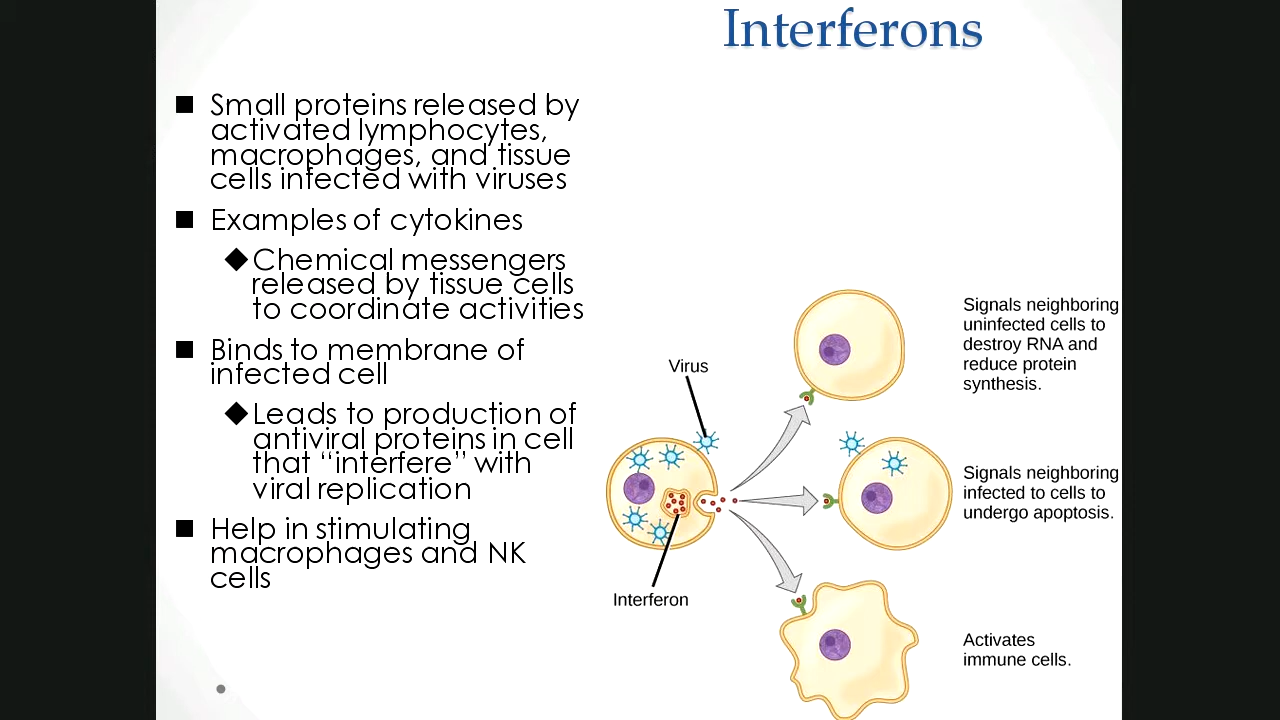 Interferons
Small proteins released by
activated lymphocytes,
macrophages, and tissue
cells infected with viruses
Examples of cytokines
Chemical messengers
released by tissue cells
to coordinate activities
Binds to membrane of
infected cell
Leads to production of
antiviral proteins in cell
that “interfere” with
viral replication
Help in stimulating
macrophages and NK
cells
Virus
Interferon
Signals neighboring
uninfected cells to
destroy RNA and
reduce protein
synthesis.
Signals neighboring
infected to cells to
undergo apoptosis.
Activates
immune cells.